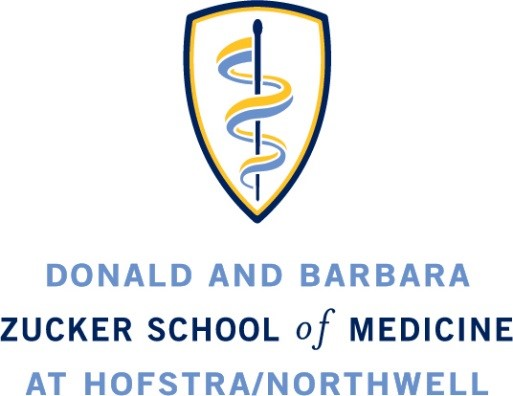 DONALD AND BARBARA
ZUCKER SCHOOL of MEDICINE
AT HOFSTRA/NORTHWELL